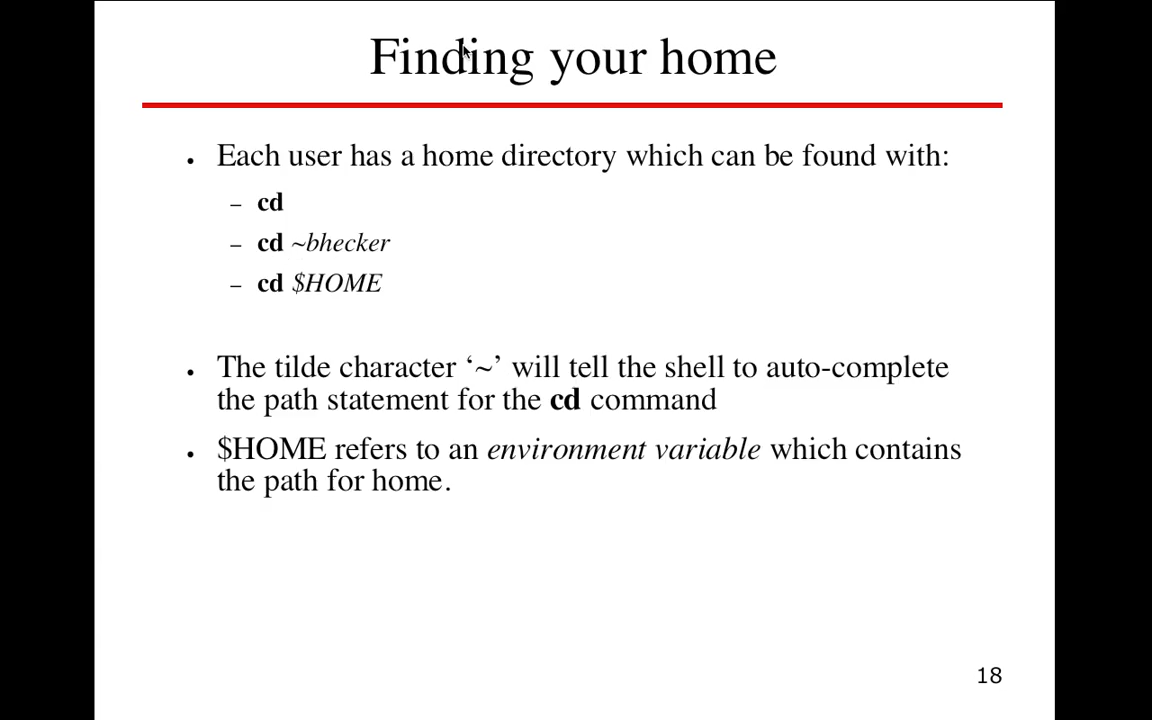 Finding your home
• Each user has a home directory which can be found with:
– cd
– cd ~bhecker
– cd $HOME
• The tilde character ‘~’ will tell the shell to auto-complete
the path statement for the cd command
• $HOME refers to an environment variable which contains
the path for home.
18